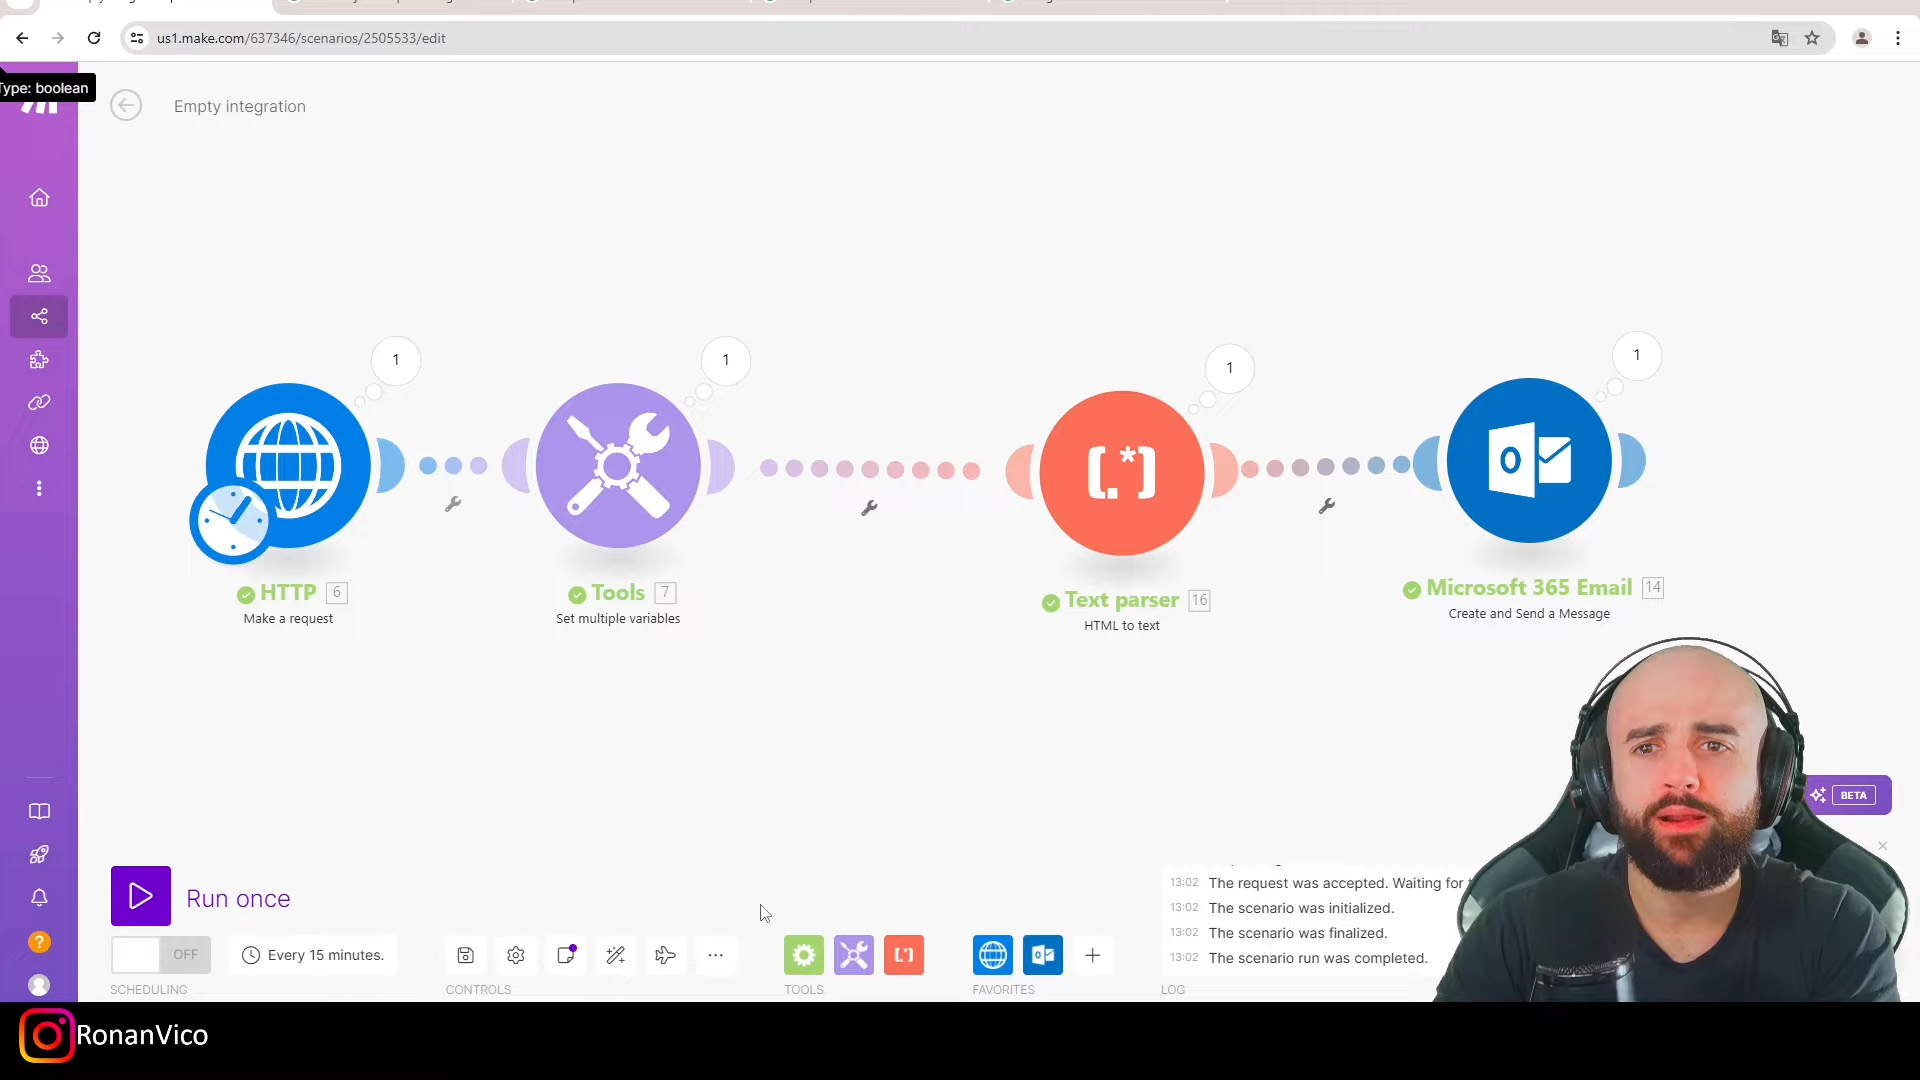 us1.make.com/637346/scenarios/2505533/edit
Type: boolean
Empty integration
1
1
1
1
HTTP 6
Make a request
Tools 7
Set multiple variables
Text parser 16
HTML to text
Microsoft 365 Email 14
Create and Send a Message
BETA
Run once
13:02 The request was accepted. Waiting for
13:02 The scenario was initialized.
13:02 The scenario was finalized.
13:02 The scenario run was completed.
OFF
Every 15 minutes.
SCHEDULING
CONTROLS
TOOLS
FAVORITES
LOG
RonanVico